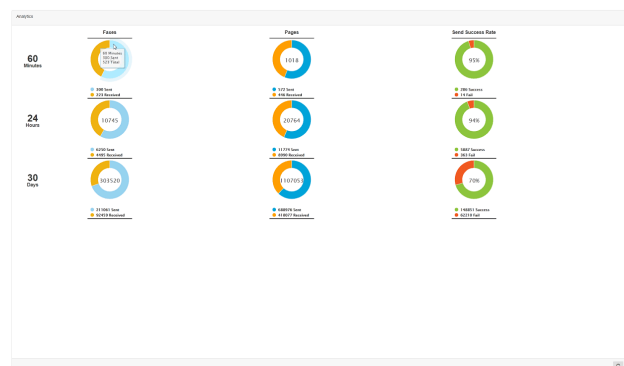 Analytics
Faxes
Pages
Send Success Rate
60
Minutes
60 Minutes
300 Sent
523 Total
1018
95%
300 Sent
223 Received
572 Sent
446 Received
286 Success
14 Fail
24
Hours
10745
20764
94%
6250 Sent
4495 Received
11774 Sent
8990 Received
5887 Success
363 Fail
30
Days
303520
1107053
70%
211061 Sent
92459 Received
688976 Sent
418077 Received
148851 Success
62210 Fail